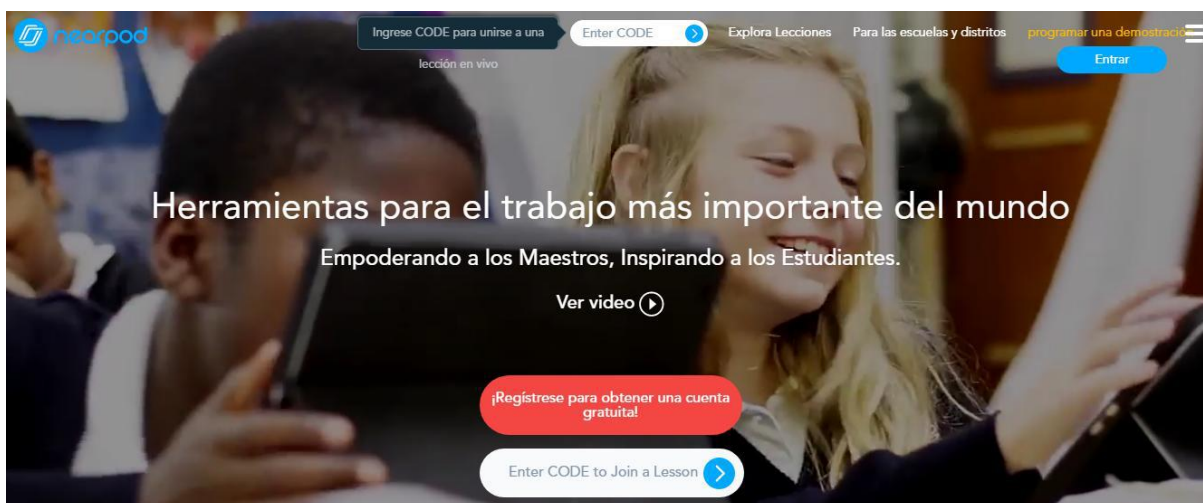 nearpod
Ingrese CODE para unirse a una
lección en vivo
Enter CODE
Explora Lecciones
Para las escuelas y distritos
programar una demostración
Entrar
Herramientas para el trabajo más importante del mundo
Empoderando a los Maestros, Inspirando a los Estudiantes.
Ver video
¡Regístrese para obtener una cuenta
gratuita!
Enter CODE to Join a Lesson